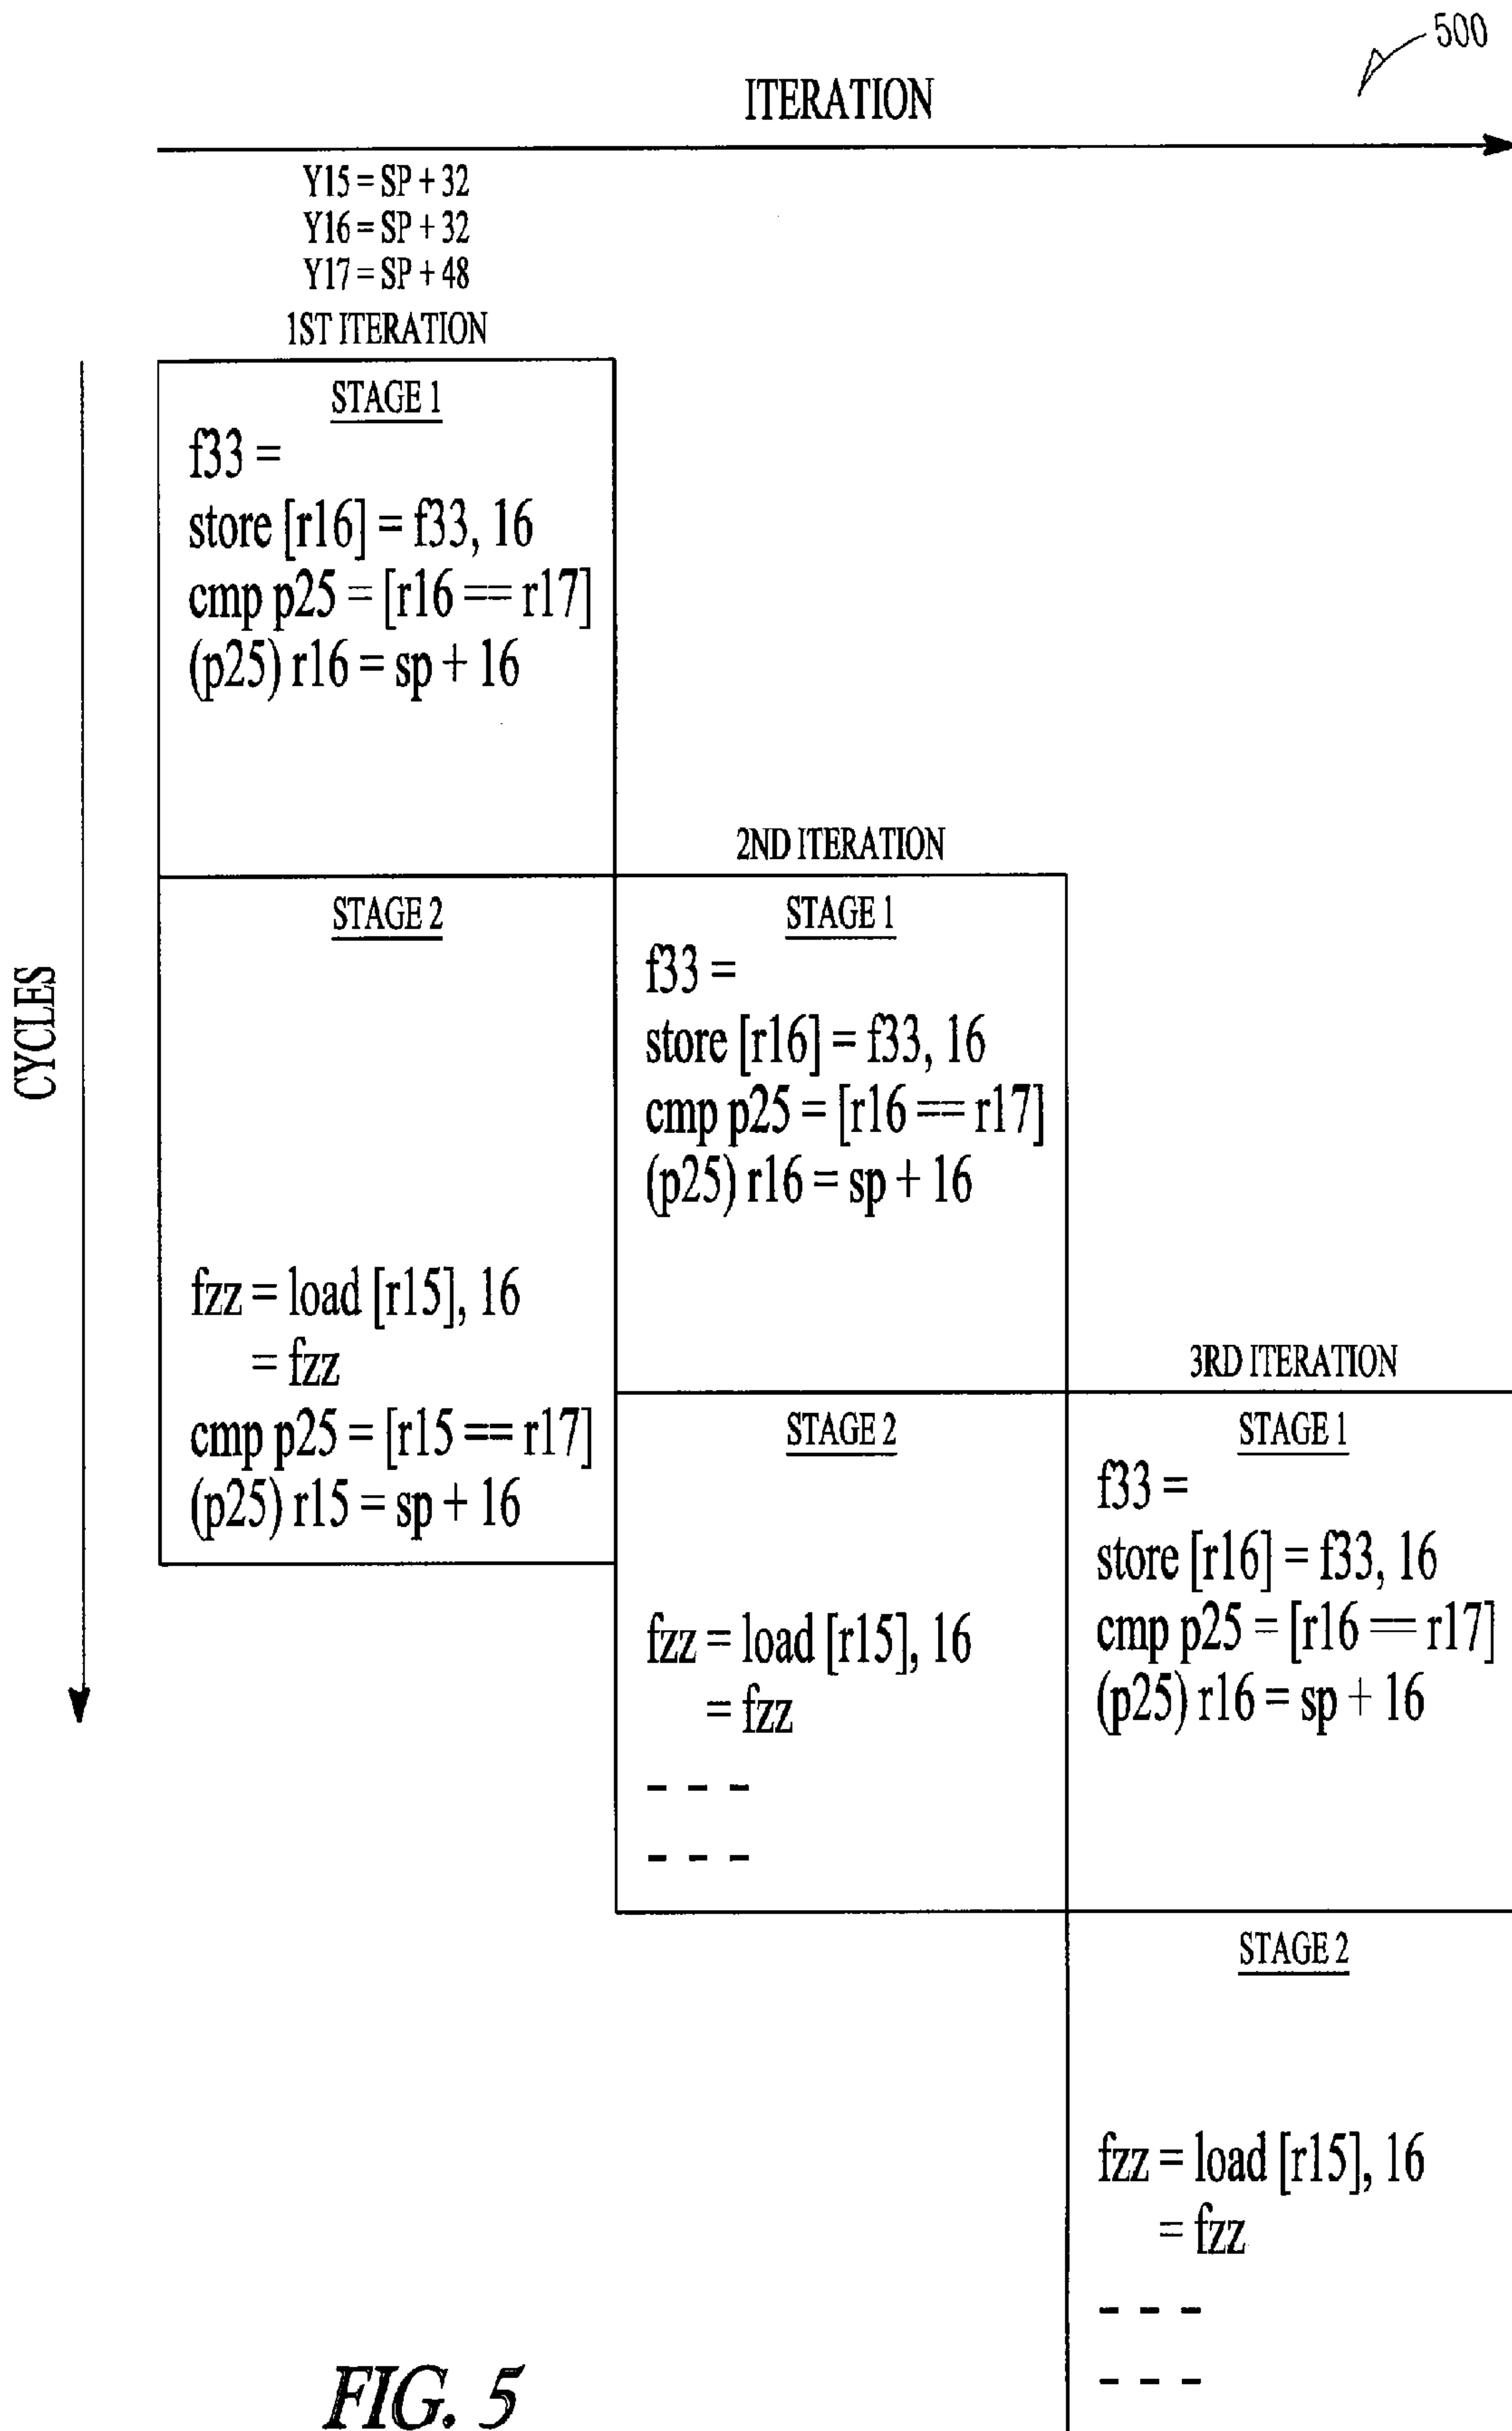 500
ITERATION
Y15 = SP + 32
Y16 = SP + 32
Y17 = SP + 48
1ST ITERATION
STAGE 1
f33 =
store [r16] = f33, 16
cmp p25 = [r16 == r17]
(p25) r16 = sp + 16
CYCLES
STAGE 2
fzz = load [r15], 16
= fzz
cmp p25 = [r15 == r17]
(p25) r15 = sp + 16
2ND ITERATION
STAGE 1
f33 =
store [r16] = f33, 16
cmp p25 = [r16 == r17]
(p25) r16 = sp + 16
STAGE 2
fzz = load [r15], 16
= fzz
- - -
- - -
3RD ITERATION
STAGE 1
f33 =
store [r16] = f33, 16
cmp p25 = [r16 == r17]
(p25) r16 = sp + 16
STAGE 2
fzz = load [r15], 16
= fzz
- - -
- - -
FIG. 5